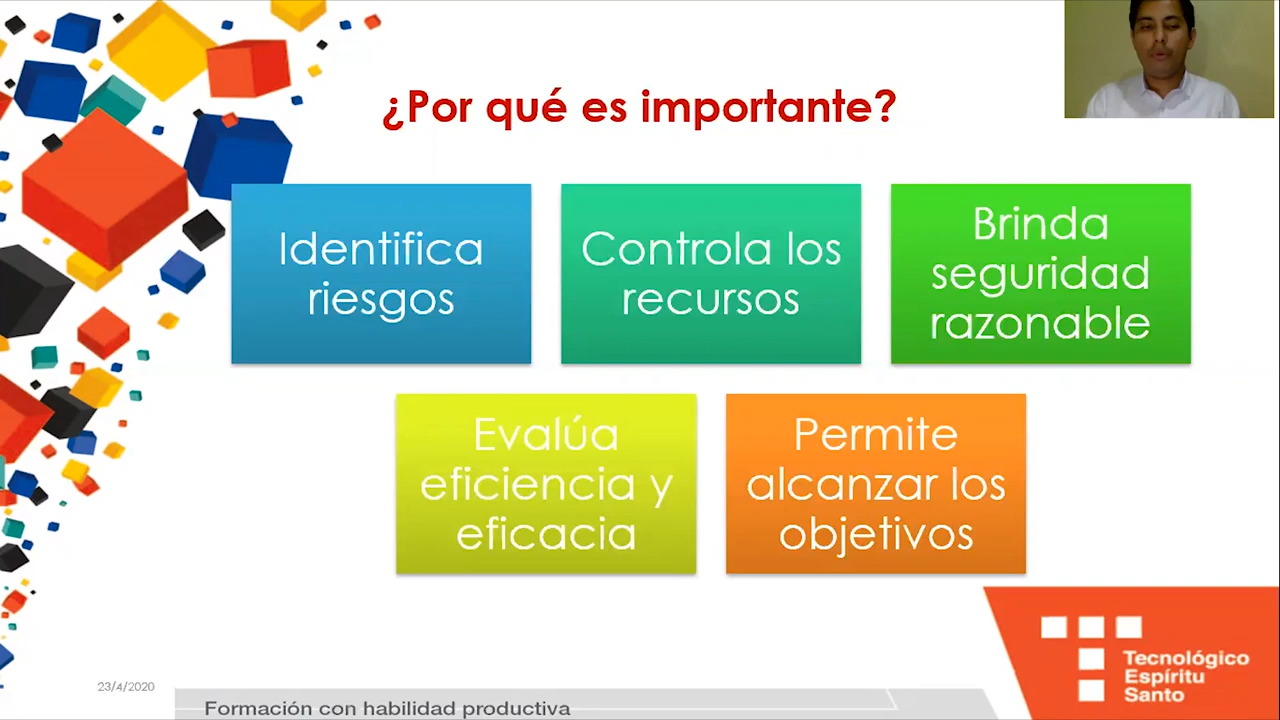 ¿Por qué es importante?
Identifica
riesgos
Controla los
recursos
Brinda
seguridad
razonable
Evalúa
eficiencia y
eficacia
Permite
alcanzar los
objetivos
23/4/2020
Formación con habilidad productiva
Tecnológico
Espíritu
Santo